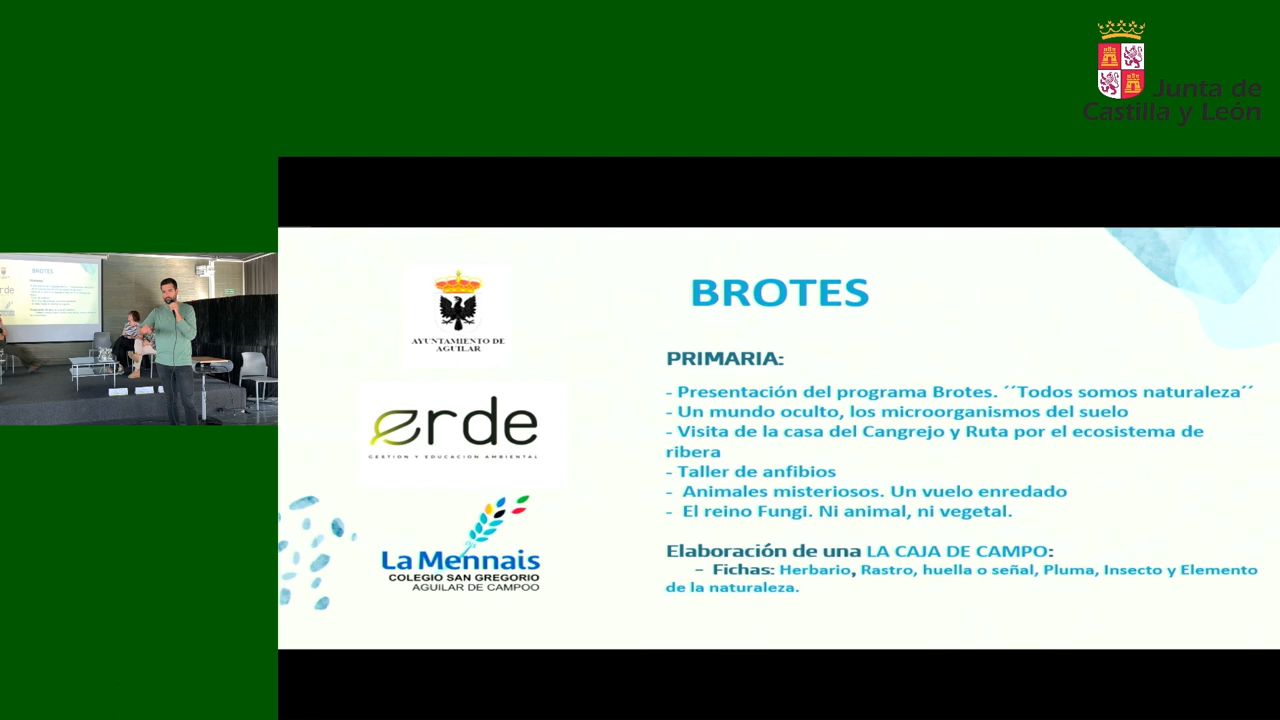 Junta de
Castilla y León
BROTES
AYUNTAMIENTO DE
AGUILAR
erde
GESTION Y EDUCACION AMBIENTAL
La Mennais
COLEGIO SAN GREGORIO
AGUILAR DE CAMPOO
PRIMARIA:
- Presentación del programa Brotes. ´´Todos somos naturaleza´´
- Un mundo oculto, los microorganismos del suelo
- Visita de la casa del Cangrejo y Ruta por el ecosistema de
ribera
- Taller de anfibios
- Animales misteriosos. Un vuelo enredado
- El reino Fungi. Ni animal, ni vegetal.
Elaboración de una LA CAJA DE CAMPO:
– Fichas: Herbario, Rastro, huella o señal, Pluma, Insecto y Elemento
de la naturaleza.
BROTES